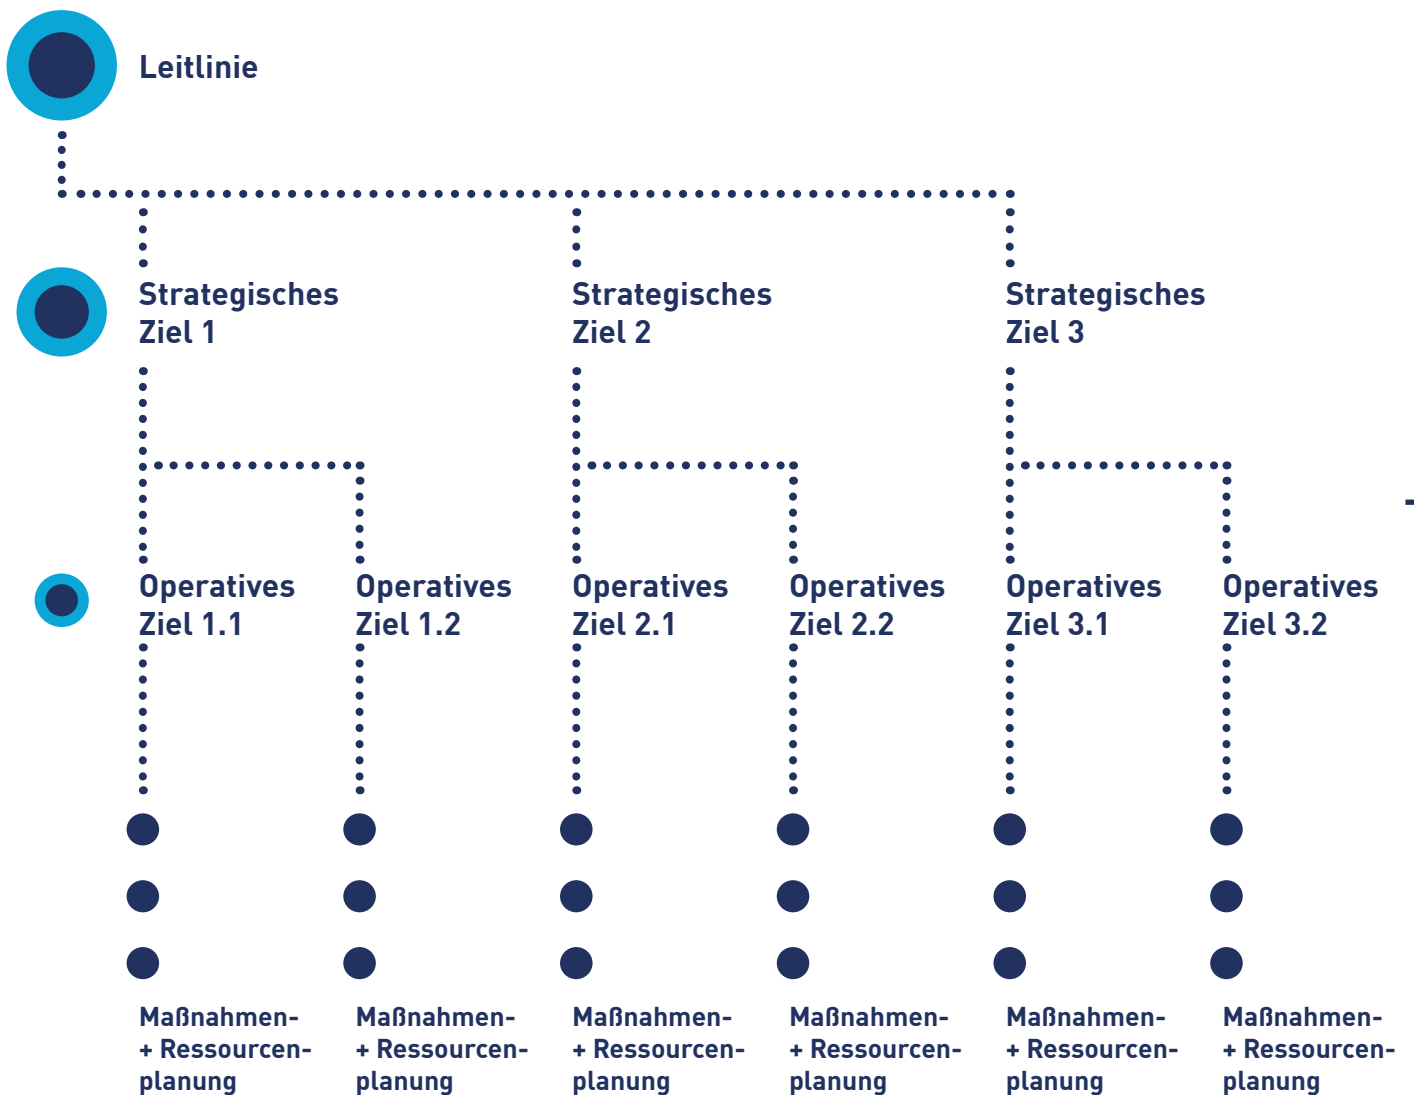 Leitlinie
Strategisches
Ziel 1
Strategisches
Ziel 2
Strategisches
Ziel 3
Operatives
Ziel 1.1
Operatives
Ziel 1.2
Operatives
Ziel 2.1
Operatives
Ziel 2.2
Operatives
Ziel 3.1
Operatives
Ziel 3.2
Maßnahmen-
+ Ressourcen-
planung
Maßnahmen-
+ Ressourcen-
planung
Maßnahmen-
+ Ressourcen-
planung
Maßnahmen-
+ Ressourcen-
planung
Maßnahmen-
+ Ressourcen-
planung
Maßnahmen-
+ Ressourcen-
planung